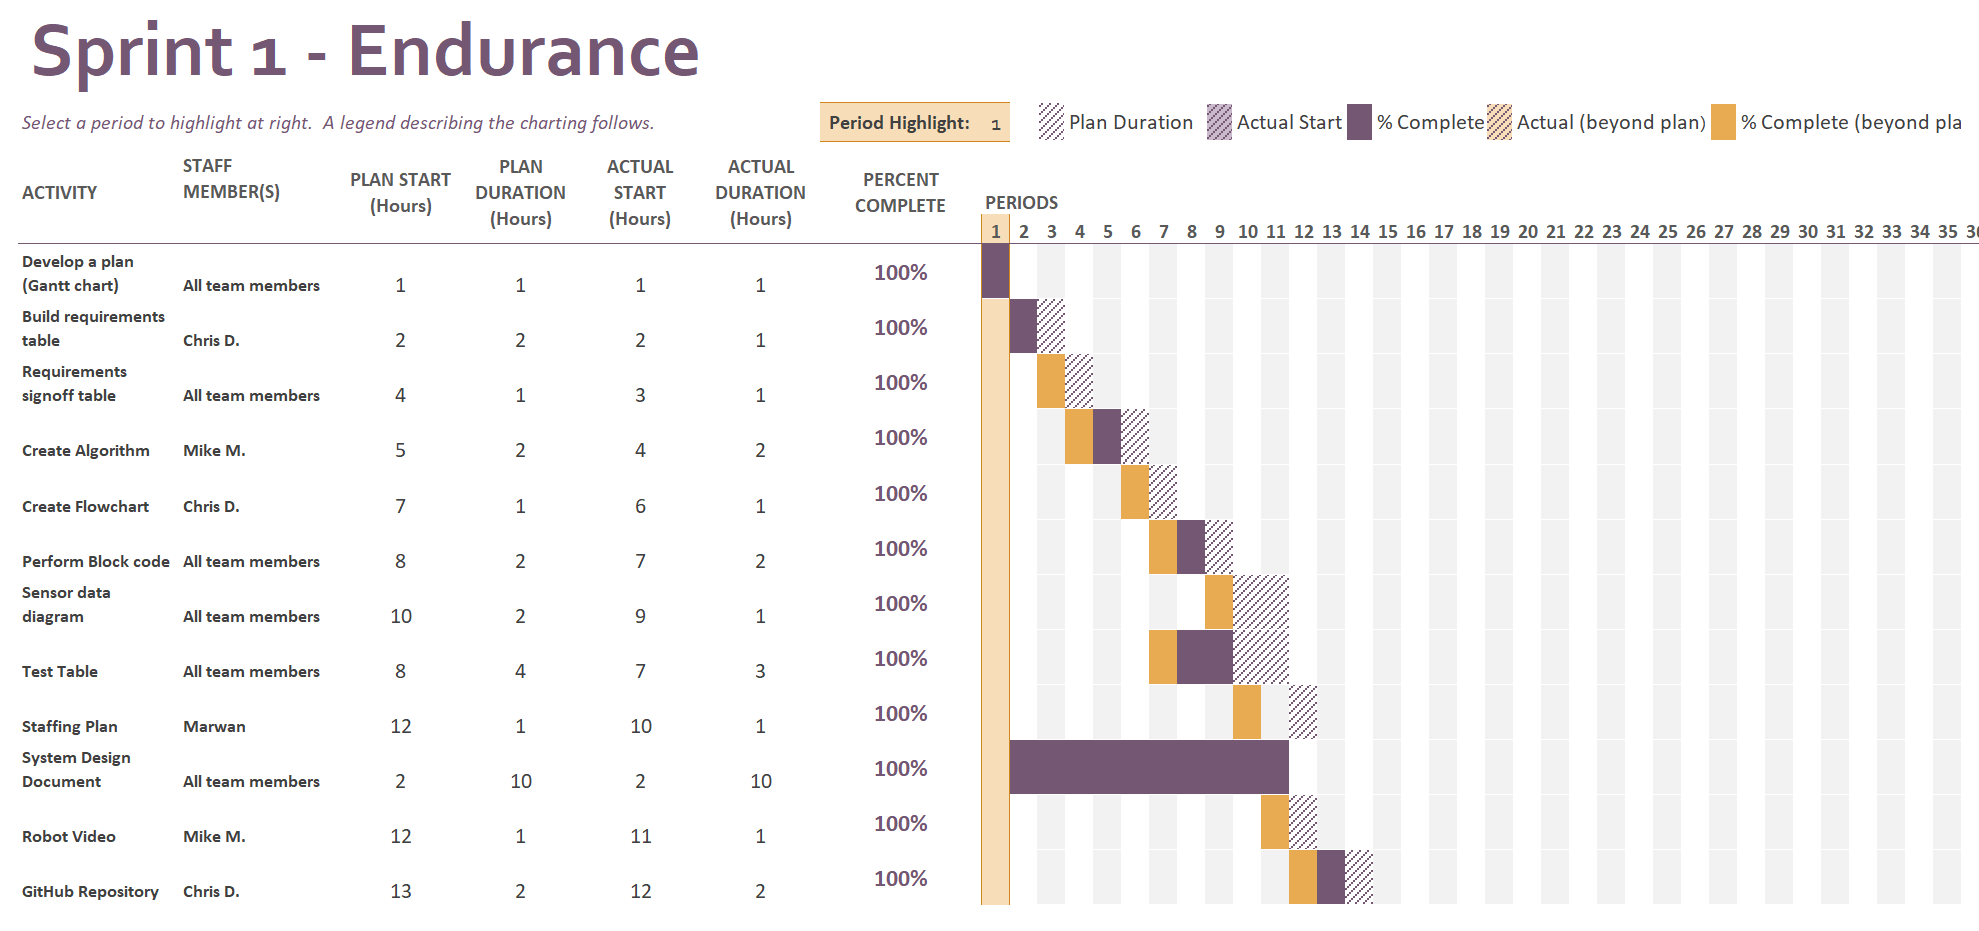 Sprint 1 - Endurance
Select a period to highlight at right.  A legend describing the charting follows.
Period Highlight: 1
Plan Duration
Actual Start
% Complete
Actual (beyond plan)
% Complete (beyond pla
ACTIVITY
STAFF
MEMBER(S)
PLAN START
(Hours)
PLAN
DURATION
(Hours)
ACTUAL
START
(Hours)
ACTUAL
DURATION
(Hours)
PERCENT
COMPLETE
PERIODS
1 2 3 4 5 6 7 8 9 10 11 12 13 14 15 16 17 18 19 20 21 22 23 24 25 26 27 28 29 30 31 32 33 34 35 36
Develop a plan
(Gantt chart) All team members 1 1 1 1 100%
Build requirements
table Chris D. 2 2 2 1 100%
Requirements
signoff table All team members 4 1 3 1 100%
Create Algorithm Mike M. 5 2 4 2 100%
Create Flowchart Chris D. 7 1 6 1 100%
Perform Block code All team members 8 2 7 2 100%
Sensor data
diagram All team members 10 2 9 1 100%
Test Table All team members 8 4 7 3 100%
Staffing Plan Marwan 12 1 10 1 100%
System Design
Document All team members 2 10 2 10 100%
Robot Video Mike M. 12 1 11 1 100%
GitHub Repository Chris D. 13 2 12 2 100%